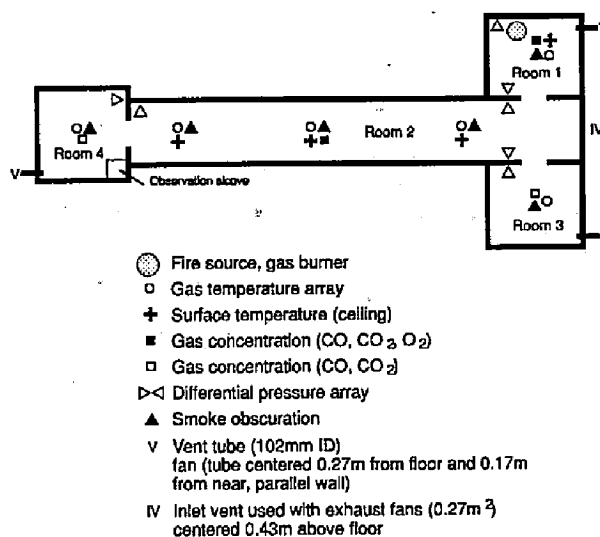 Room 1
Room 2
IV
Room 4
V
Observation alcove
Room 3
Fire source, gas burner
Gas temperature array
Surface temperature (ceiling)
Gas concentration (CO, CO2, O2)
Gas concentration (CO, CO2)
Differential pressure array
Smoke obscuration
V Vent tube (102mm ID)
fan (tube centered 0.27m from floor and 0.17m
from near, parallel wall)
IV Inlet vent used with exhaust fans (0.27m2)
centered 0.43m above floor